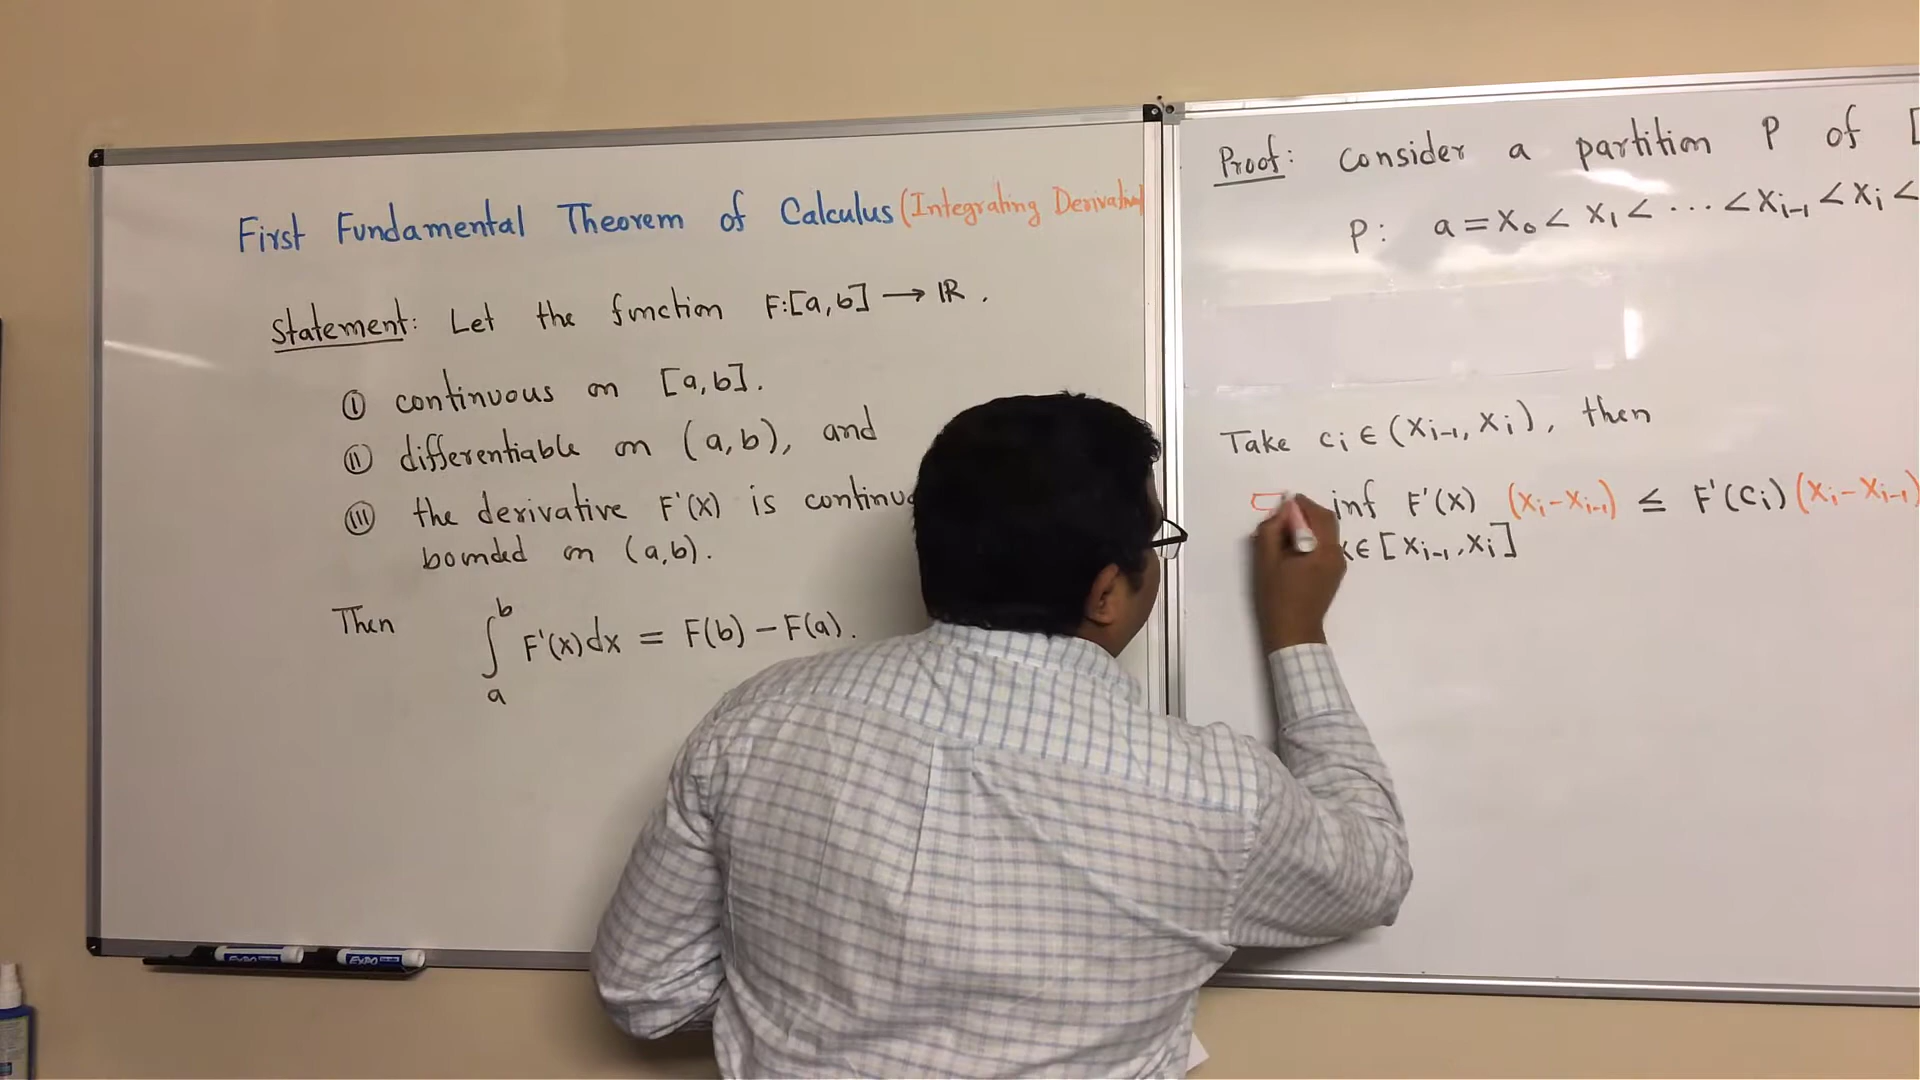 First Fundamental Theorem of Calculus (Integrating Derivative)
Statement: Let the function F:[a,b] → ℝ.
① continuous on [a,b].
② differentiable on (a,b), and
③ the derivative F'(x) is
bounded on (a,b).
Then ∫ₐᵇ F'(x)dx = F(b) − F(a).
EXPO
EXPO
Proof: Consider a partition P of [
P: a = x₀ < x₁ < ⋯ < xᵢ₋₁ < xᵢ <
Take cᵢ ∈ (xᵢ₋₁, xᵢ), then
inf F'(x) (xᵢ − xᵢ₋₁) ≤ F'(cᵢ) (xᵢ − xᵢ₋₁)
x∈[xᵢ₋₁, xᵢ]